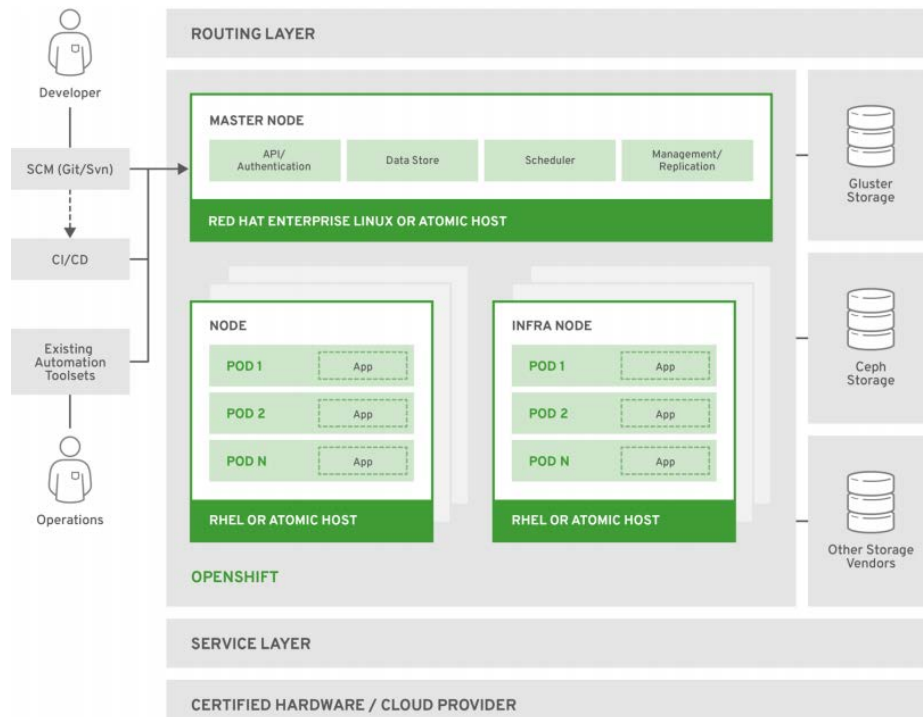 Developer
SCM (Git/Svn)
CI/CD
Existing
Automation
Toolsets
Operations
ROUTING LAYER
MASTER NODE
API/
Authentication
Data Store
Scheduler
Management/
Replication
RED HAT ENTERPRISE LINUX OR ATOMIC HOST
NODE
POD 1
App
POD 2
App
POD N
App
RHEL OR ATOMIC HOST
INFRA NODE
POD 1
App
POD 2
App
POD N
App
RHEL OR ATOMIC HOST
OPENSHIFT
Gluster
Storage
Ceph
Storage
Other Storage
Vendors
SERVICE LAYER
CERTIFIED HARDWARE / CLOUD PROVIDER